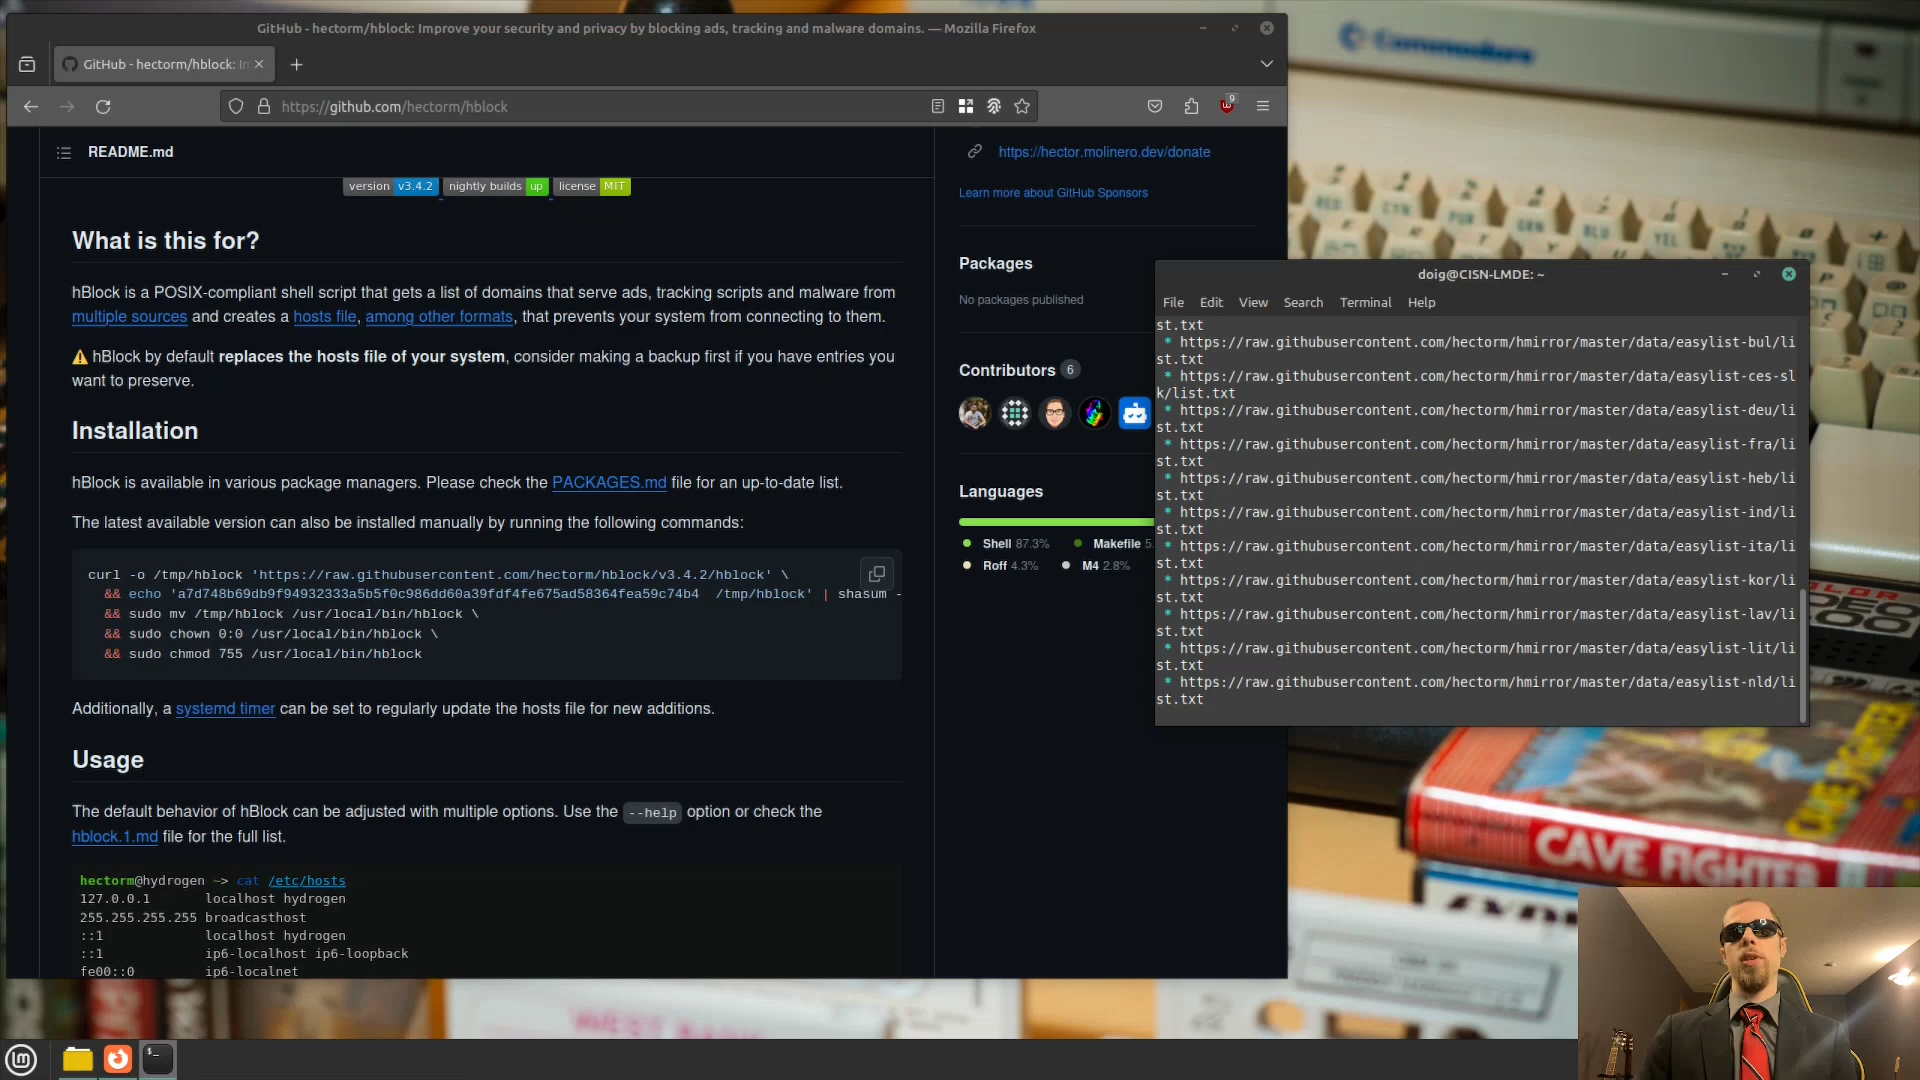 GitHub - hectorm/hblock: Improve your security and privacy by blocking ads, tracking and malware domains. — Mozilla Firefox
GitHub - hectorm/hblock: Im
https://github.com/hectorm/hblock
9
README.md
version v3.4.2 nightly builds up license MIT
What is this for?
hBlock is a POSIX-compliant shell script that gets a list of domains that serve ads, tracking scripts and malware from
multiple sources and creates a hosts file, among other formats, that prevents your system from connecting to them.
⚠️ hBlock by default replaces the hosts file of your system, consider making a backup first if you have entries you
want to preserve.
Installation
hBlock is available in various package managers. Please check the PACKAGES.md file for an up-to-date list.
The latest available version can also be installed manually by running the following commands:
curl -o /tmp/hblock 'https://raw.githubusercontent.com/hectorm/hblock/v3.4.2/hblock' \
&& echo 'a7d748b69db9f94932333a5b5f0c986dd60a39fdf4fe675ad58364fea59c74b4 /tmp/hblock' | shasum -
&& sudo mv /tmp/hblock /usr/local/bin/hblock \
&& sudo chown 0:0 /usr/local/bin/hblock \
&& sudo chmod 755 /usr/local/bin/hblock
Additionally, a systemd timer can be set to regularly update the hosts file for new additions.
Usage
The default behavior of hBlock can be adjusted with multiple options. Use the --help option or check the
hblock.1.md file for the full list.
hectorm@hydrogen ~> cat /etc/hosts
127.0.0.1 localhost hydrogen
255.255.255.255 broadcasthost
::1 localhost hydrogen
::1 ip6-localhost ip6-loopback
fe00::0 ip6-localnet
https://hector.molinero.dev/donate
Learn more about GitHub Sponsors
Packages
No packages published
Contributors 6
Languages
Shell 87.3% Makefile 5.
Roff 4.3% M4 2.8%
doig@CISN-LMDE: ~
File Edit View Search Terminal Help
st.txt
* https://raw.githubusercontent.com/hectorm/hmirror/master/data/easylist-bul/li
st.txt
* https://raw.githubusercontent.com/hectorm/hmirror/master/data/easylist-ces-sl
k/list.txt
* https://raw.githubusercontent.com/hectorm/hmirror/master/data/easylist-deu/li
st.txt
* https://raw.githubusercontent.com/hectorm/hmirror/master/data/easylist-fra/li
st.txt
* https://raw.githubusercontent.com/hectorm/hmirror/master/data/easylist-heb/li
st.txt
* https://raw.githubusercontent.com/hectorm/hmirror/master/data/easylist-ind/li
st.txt
* https://raw.githubusercontent.com/hectorm/hmirror/master/data/easylist-ita/li
st.txt
* https://raw.githubusercontent.com/hectorm/hmirror/master/data/easylist-kor/li
st.txt
* https://raw.githubusercontent.com/hectorm/hmirror/master/data/easylist-lav/li
st.txt
* https://raw.githubusercontent.com/hectorm/hmirror/master/data/easylist-lit/li
st.txt
* https://raw.githubusercontent.com/hectorm/hmirror/master/data/easylist-nld/li
st.txt
Commodore
CAVE FIGHTER
WEST BANK